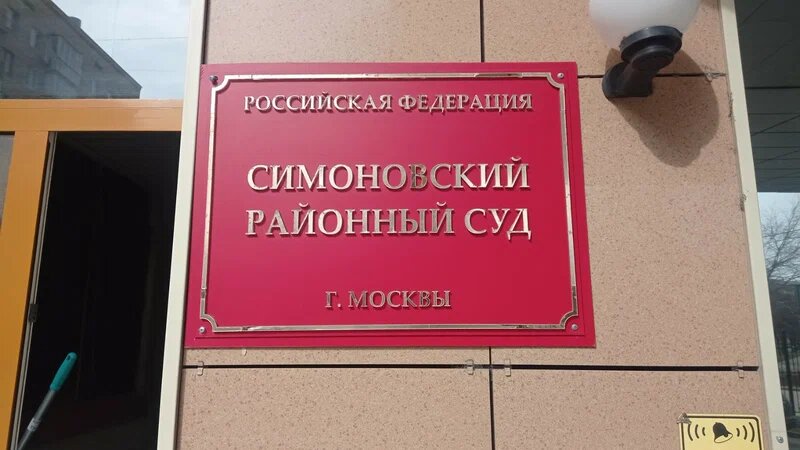 РОССИЙСКАЯ ФЕДЕРАЦИЯ
СИМОНОВСКИЙ
РАЙОННЫЙ СУД
Г. МОСКВЫ